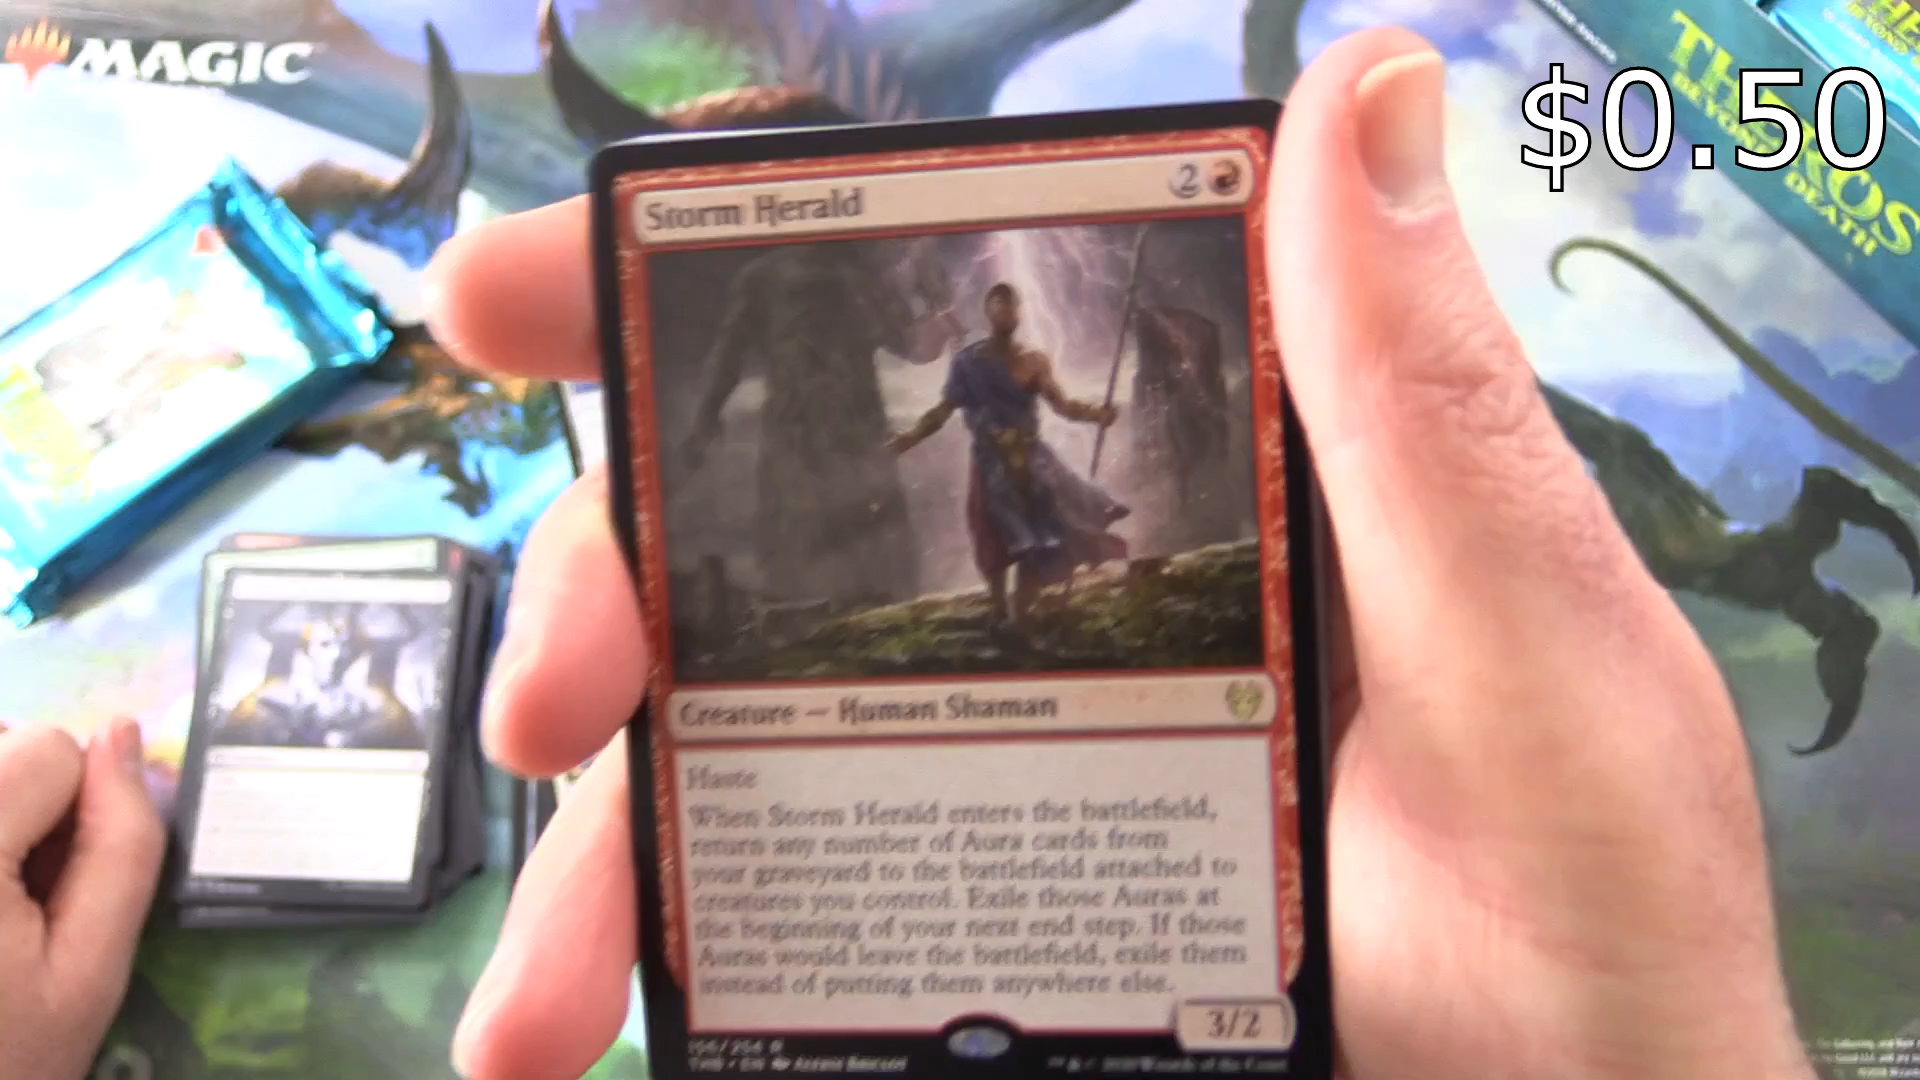 MAGIC
$0.50
THEROS
BEYOND DEATH
Storm Herald
2
Creature — Human Shaman
Haste
When Storm Herald enters the battlefield,
return any number of Aura cards from
your graveyard to the battlefield attached to
creatures you control. Exile those Auras at
the beginning of your next end step. If those
Auras would leave the battlefield, exile them
instead of putting them anywhere else.
3/2